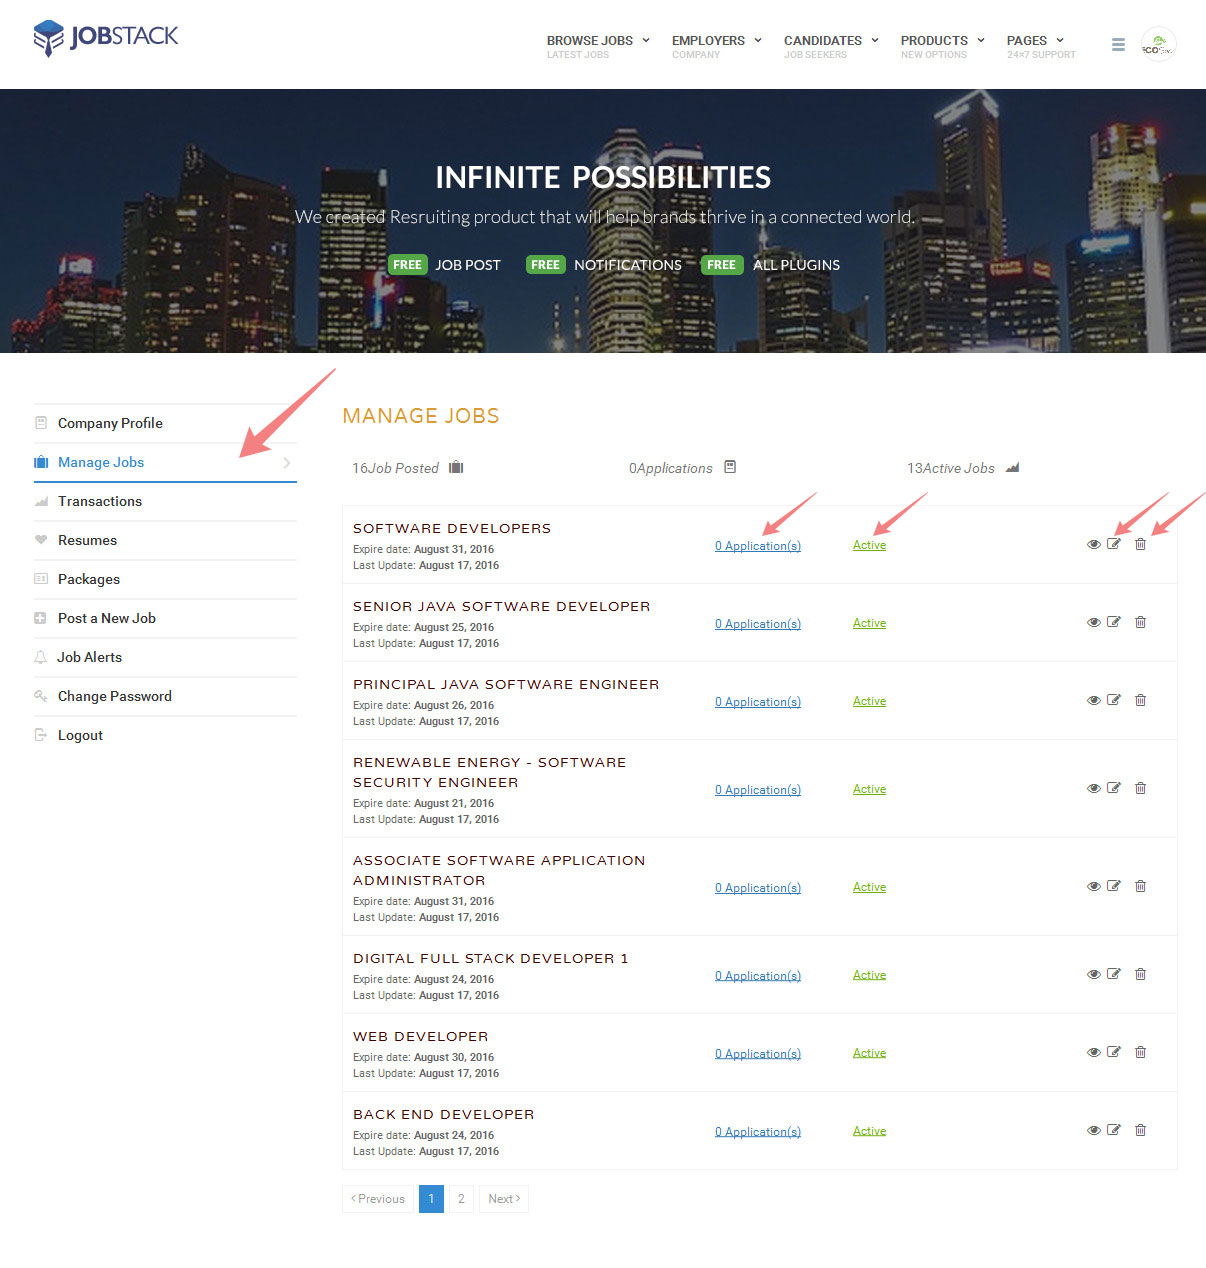 JOBSTACK
BROWSE JOBS EMPLOYERS CANDIDATES PRODUCTS PAGES
LATEST JOBS COMPANY JOB SEEKERS NEW OPTIONS 24×7 SUPPORT
INFINITE POSSIBILITIES
We created Resruiting product that will help brands thrive in a connected world.
FREE JOB POST FREE NOTIFICATIONS FREE ALL PLUGINS
Company Profile
Manage Jobs
Transactions
Resumes
Packages
Post a New Job
Job Alerts
Change Password
Logout
MANAGE JOBS
16Job Posted 0Applications 13Active Jobs
SOFTWARE DEVELOPERS
Expire date: August 31, 2016
Last Update: August 17, 2016
0 Application(s) Active
SENIOR JAVA SOFTWARE DEVELOPER
Expire date: August 25, 2016
Last Update: August 17, 2016
0 Application(s) Active
PRINCIPAL JAVA SOFTWARE ENGINEER
Expire date: August 26, 2016
Last Update: August 17, 2016
0 Application(s) Active
RENEWABLE ENERGY - SOFTWARE
SECURITY ENGINEER
Expire date: August 21, 2016
Last Update: August 17, 2016
0 Application(s) Active
ASSOCIATE SOFTWARE APPLICATION
ADMINISTRATOR
Expire date: August 31, 2016
Last Update: August 17, 2016
0 Application(s) Active
DIGITAL FULL STACK DEVELOPER 1
Expire date: August 24, 2016
Last Update: August 17, 2016
0 Application(s) Active
WEB DEVELOPER
Expire date: August 30, 2016
Last Update: August 17, 2016
0 Application(s) Active
BACK END DEVELOPER
Expire date: August 24, 2016
Last Update: August 17, 2016
0 Application(s) Active
Previous 1 2 Next